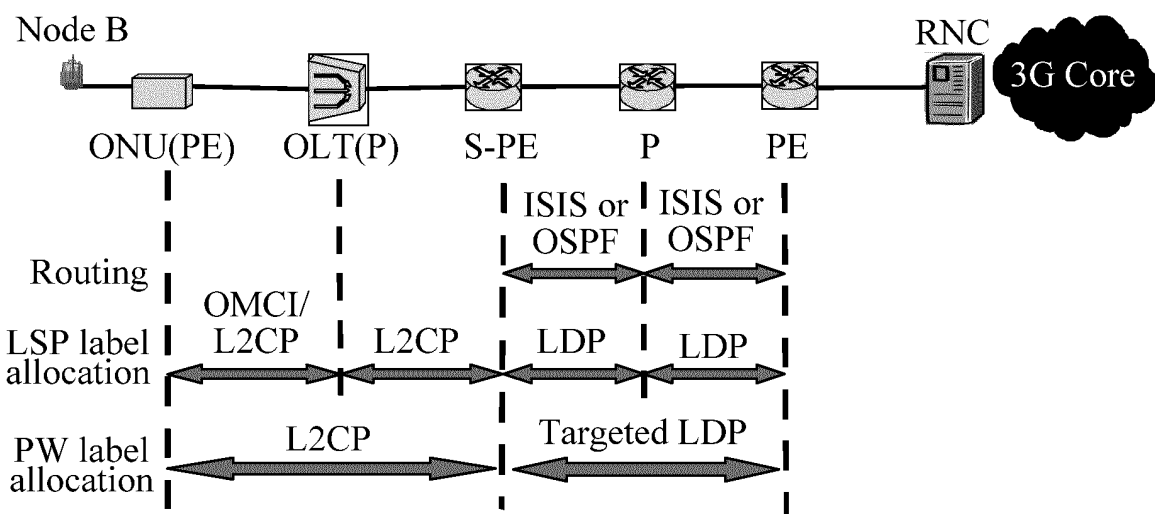 Node B
RNC
3G Core
ONU(PE)
OLT(P)
S-PE
P
PE
Routing
ISIS or
OSPF
ISIS or
OSPF
LSP label
allocation
OMCI/
L2CP
L2CP
LDP
LDP
PW label
allocation
L2CP
Targeted LDP